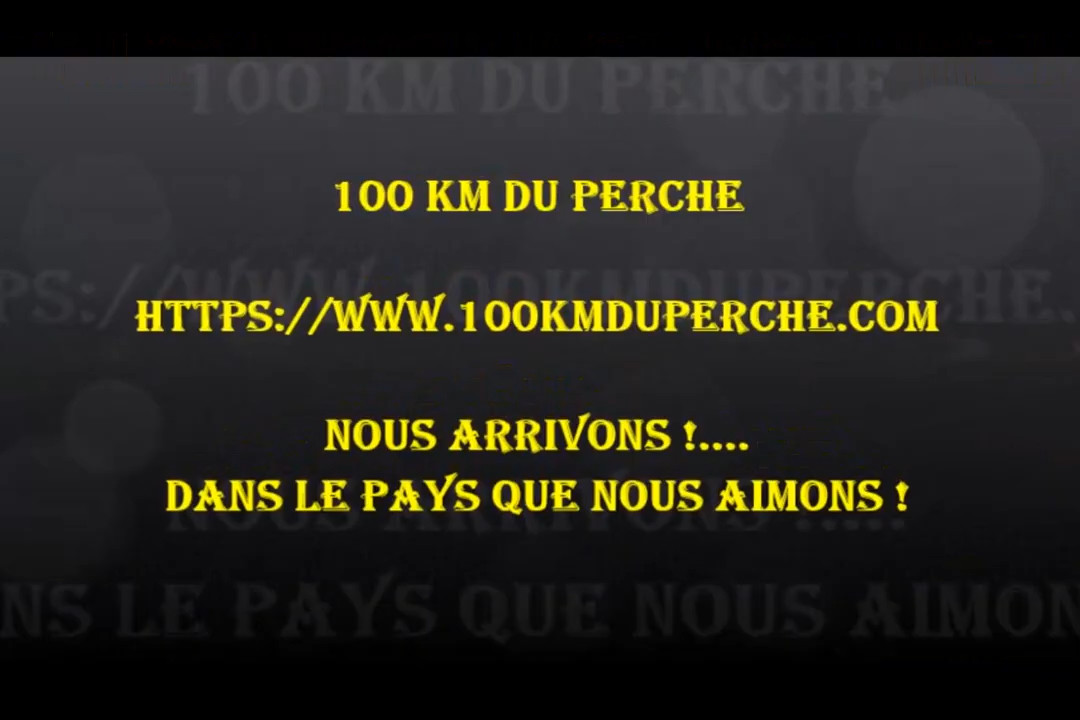 100 KM DU PERCHE
HTTPS://WWW.100KMDUPERCHE.COM
NOUS ARRIVONS !....
DANS LE PAYS QUE NOUS AIMONS !